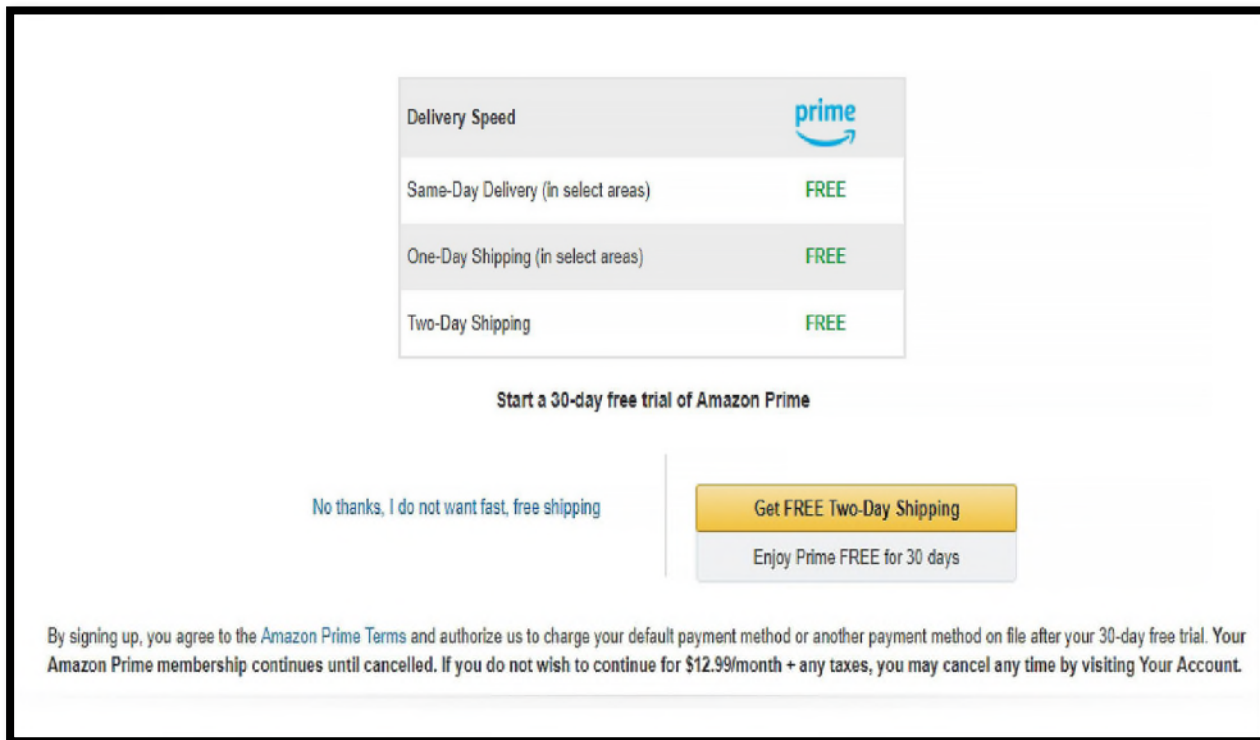 Delivery Speed prime
Same-Day Delivery (in select areas) FREE
One-Day Shipping (in select areas) FREE
Two-Day Shipping FREE
Start a 30-day free trial of Amazon Prime
No thanks, I do not want fast, free shipping
Get FREE Two-Day Shipping
Enjoy Prime FREE for 30 days
By signing up, you agree to the Amazon Prime Terms and authorize us to charge your default payment method or another payment method on file after your 30-day free trial. Your
Amazon Prime membership continues until cancelled. If you do not wish to continue for $12.99/month + any taxes, you may cancel any time by visiting Your Account.